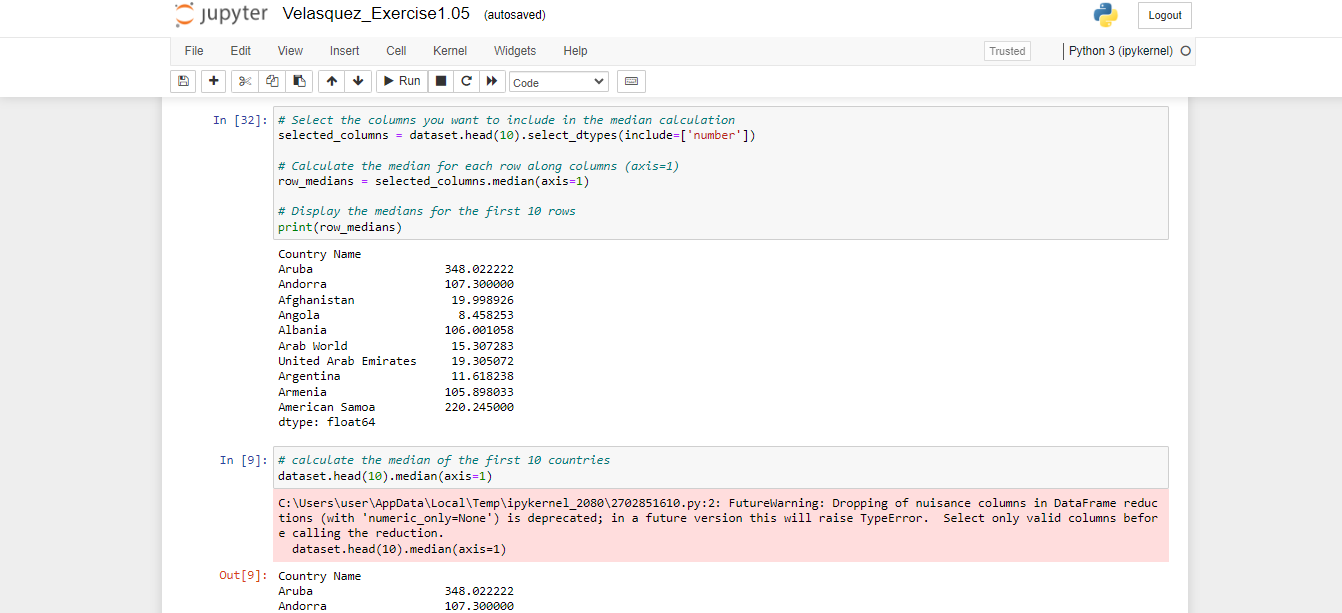 jupyter Velasquez_Exercise1.05 (autosaved) Logout
File Edit View Insert Cell Kernel Widgets Help Trusted Python 3 (ipykernel)
Run Code
In [32]: # Select the columns you want to include in the median calculation
selected_columns = dataset.head(10).select_dtypes(include=['number'])
# Calculate the median for each row along columns (axis=1)
row_medians = selected_columns.median(axis=1)
# Display the medians for the first 10 rows
print(row_medians)
Country Name
Aruba 348.022222
Andorra 107.300000
Afghanistan 19.998926
Angola 8.458253
Albania 106.001058
Arab World 15.307283
United Arab Emirates 19.305072
Argentina 11.618238
Armenia 105.898033
American Samoa 220.245000
dtype: float64
In [9]: # calculate the median of the first 10 countries
dataset.head(10).median(axis=1)
C:\Users\user\AppData\Local\Temp\ipykernel_2080\2702851610.py:2: FutureWarning: Dropping of nuisance columns in DataFrame reduc
tions (with 'numeric_only=None') is deprecated; in a future version this will raise TypeError.  Select only valid columns befor
e calling the reduction.
dataset.head(10).median(axis=1)
Out[9]: Country Name
Aruba 348.022222
Andorra 107.300000